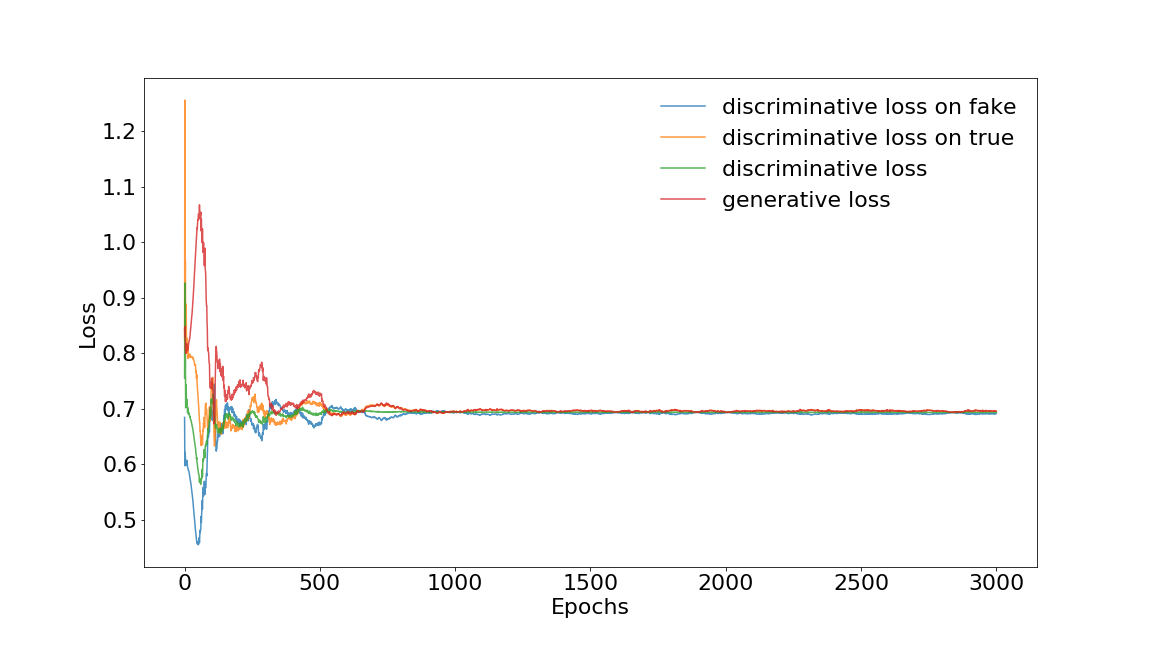 discriminative loss on fake
discriminative loss on true
discriminative loss
generative loss
1.2
1.1
1.0
0.9
0.8
0.7
0.6
0.5
Loss
0 500 1000 1500 2000 2500 3000
Epochs